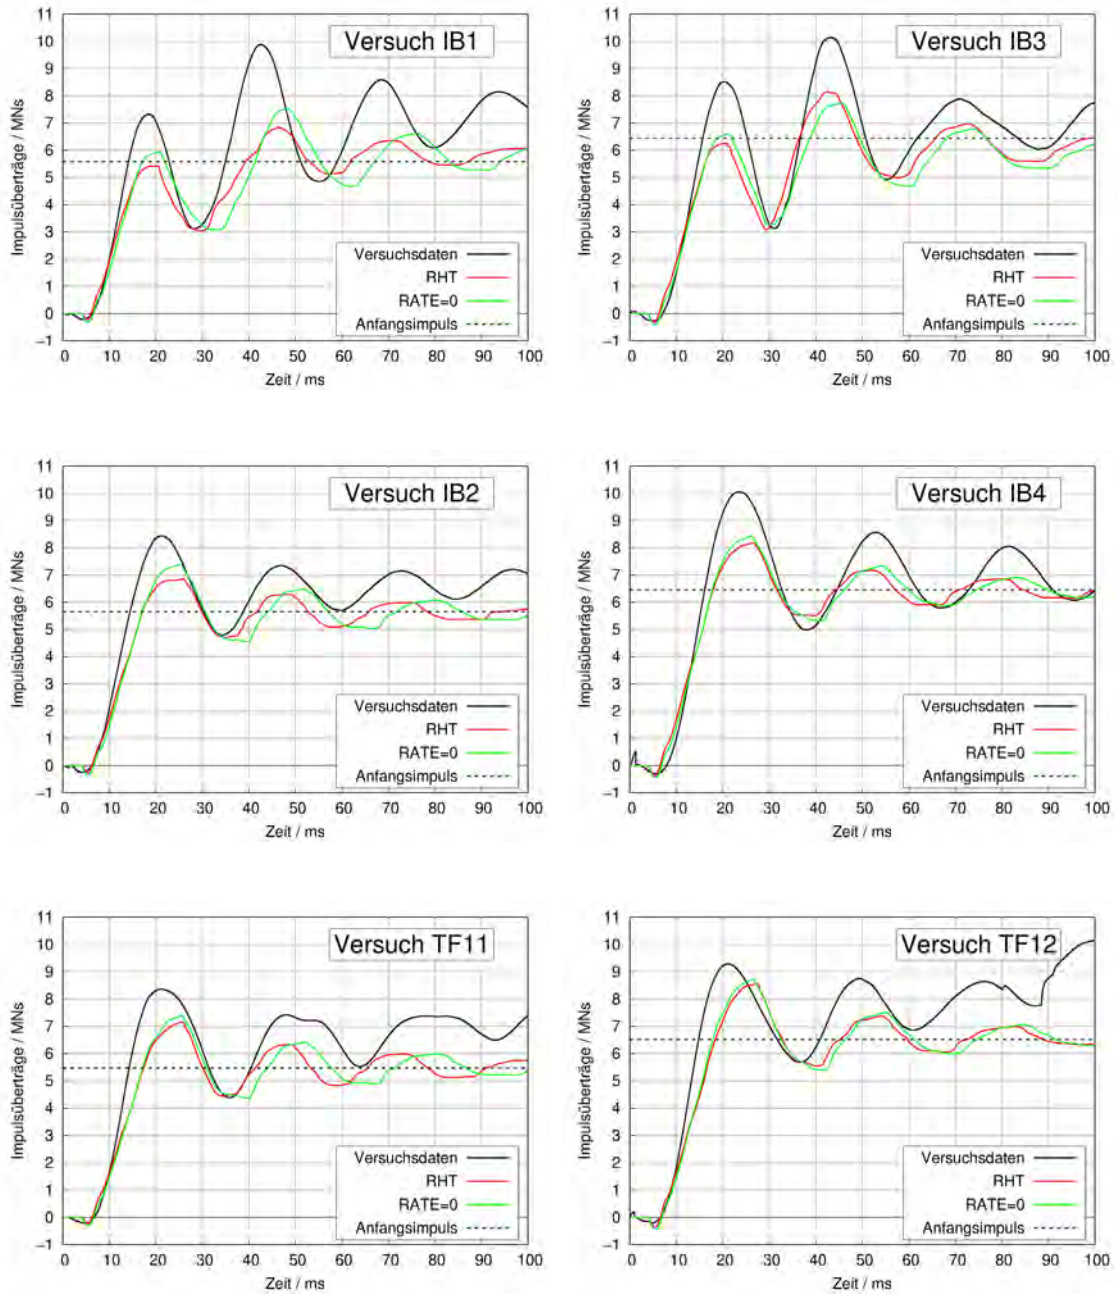 Versuch IB1
Impulsüberträge / MNs
11
10
9
8
7
6
5
4
3
2
1
0
−1
Versuchsdaten
RHT
RATE=0
Anfangsimpuls
0 10 20 30 40 50 60 70 80 90 100
Zeit / ms
Versuch IB3
Impulsüberträge / MNs
11
10
9
8
7
6
5
4
3
2
1
0
−1
Versuchsdaten
RHT
RATE=0
Anfangsimpuls
0 10 20 30 40 50 60 70 80 90 100
Zeit / ms
Versuch IB2
Impulsüberträge / MNs
11
10
9
8
7
6
5
4
3
2
1
0
−1
Versuchsdaten
RHT
RATE=0
Anfangsimpuls
0 10 20 30 40 50 60 70 80 90 100
Zeit / ms
Versuch IB4
Impulsüberträge / MNs
11
10
9
8
7
6
5
4
3
2
1
0
−1
Versuchsdaten
RHT
RATE=0
Anfangsimpuls
0 10 20 30 40 50 60 70 80 90 100
Zeit / ms
Versuch TF11
Impulsüberträge / MNs
11
10
9
8
7
6
5
4
3
2
1
0
−1
Versuchsdaten
RHT
RATE=0
Anfangsimpuls
0 10 20 30 40 50 60 70 80 90 100
Zeit / ms
Versuch TF12
Impulsüberträge / MNs
11
10
9
8
7
6
5
4
3
2
1
0
−1
Versuchsdaten
RHT
RATE=0
Anfangsimpuls
0 10 20 30 40 50 60 70 80 90 100
Zeit / ms